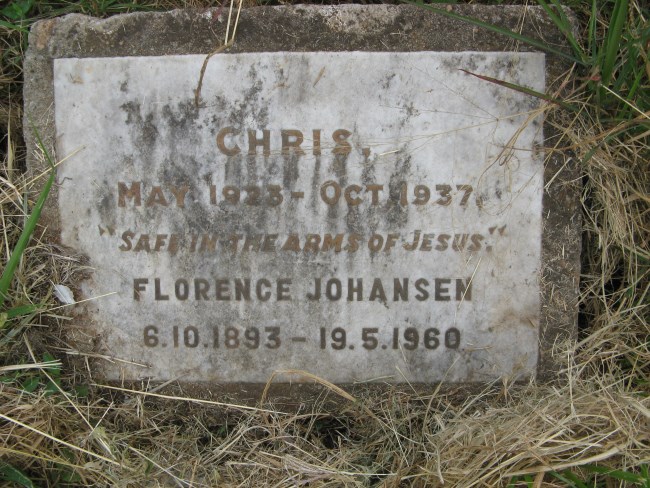 CHRIS.
MAY 1923 - OCT 1937.
"SAFE IN THE ARMS OF JESUS."
FLORENCE JOHANSEN
6.10.1893 - 19.5.1960